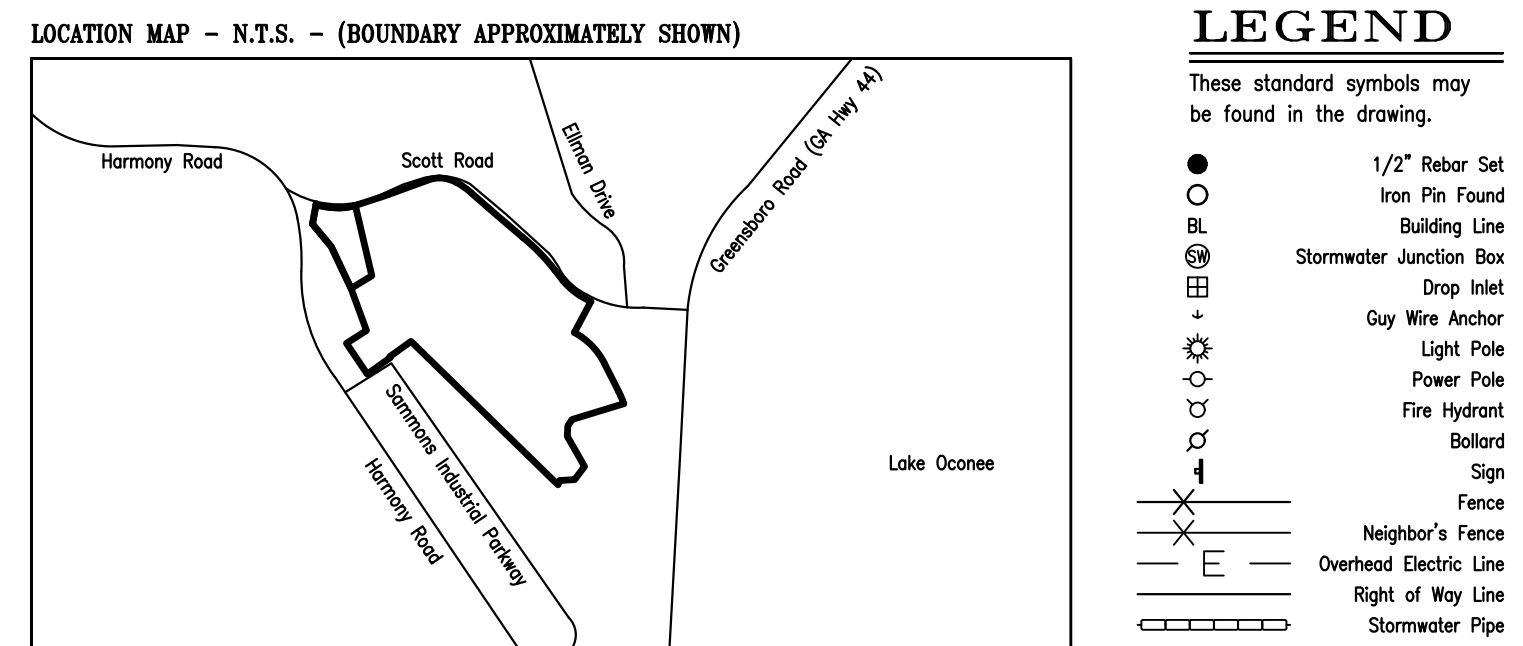 LOCATION MAP - N.T.S. - (BOUNDARY APPROXIMATELY SHOWN)
Harmony Road
Scott Road
Ellman Drive
Greensboro Road (GA Hwy 44)
Sammons Industrial Parkway
Harmony Road
Lake Oconee
LEGEND
These standard symbols may
be found in the drawing.
1/2" Rebar Set
Iron Pin Found
BL Building Line
SW Stormwater Junction Box
Drop Inlet
Guy Wire Anchor
Light Pole
Power Pole
Fire Hydrant
Bollard
Sign
Fence
Neighbor's Fence
E Overhead Electric Line
Right of Way Line
Stormwater Pipe